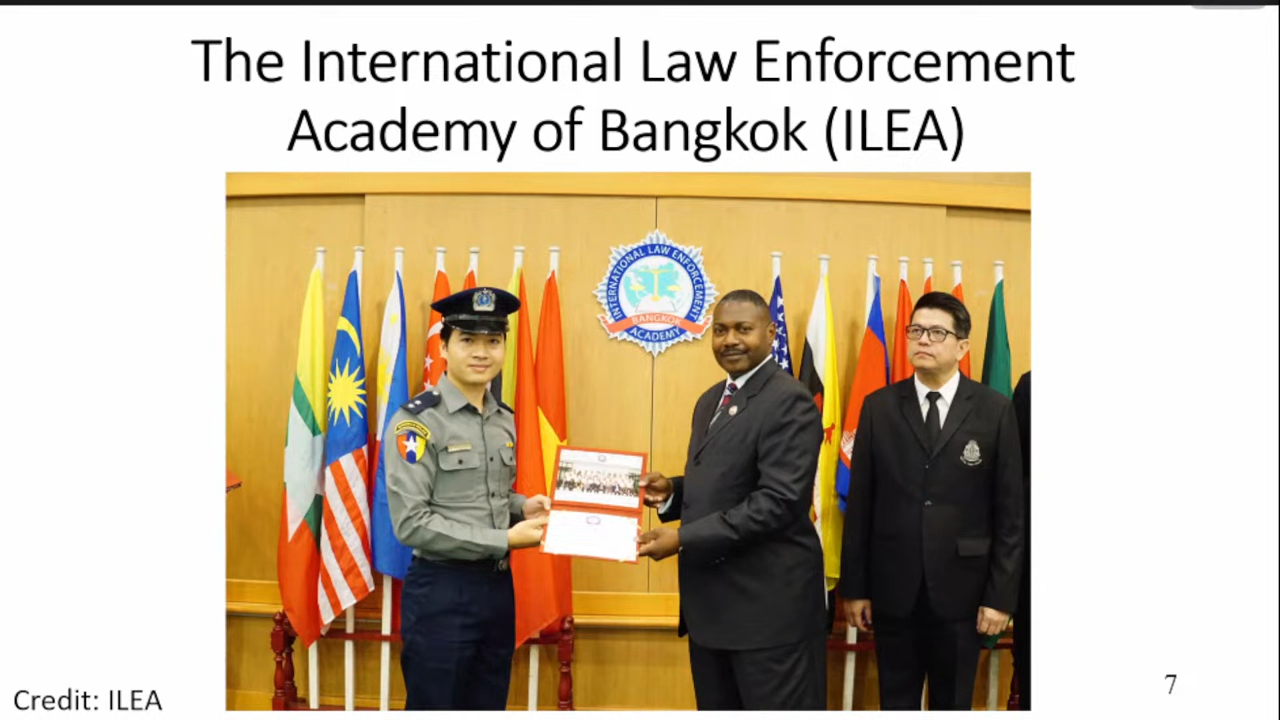 The International Law Enforcement
Academy of Bangkok (ILEA)
INTERNATIONAL LAW ENFORCEMENT
BANGKOK
ACADEMY
Credit: ILEA
7